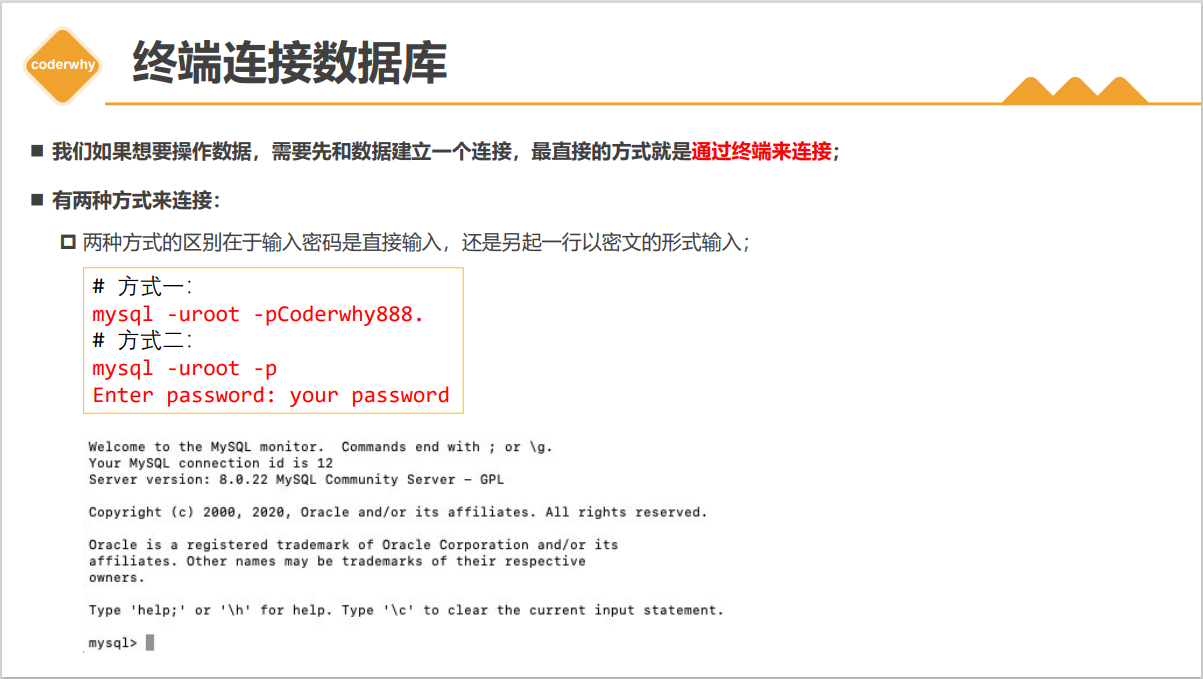 coderwhy
终端连接数据库
我们如果想要操作数据，需要先和数据建立一个连接，最直接的方式就是通过终端来连接；
有两种方式来连接：
两种方式的区别在于输入密码是直接输入，还是另起一行以密文的形式输入；
# 方式一：
mysql -uroot -pCoderwhy888.
# 方式二：
mysql -uroot -p
Enter password: your password
Welcome to the MySQL monitor.  Commands end with ; or \g.
Your MySQL connection id is 12
Server version: 8.0.22 MySQL Community Server - GPL
Copyright (c) 2000, 2020, Oracle and/or its affiliates. All rights reserved.
Oracle is a registered trademark of Oracle Corporation and/or its
affiliates. Other names may be trademarks of their respective
owners.
Type 'help;' or '\h' for help. Type '\c' to clear the current input statement.
mysql>